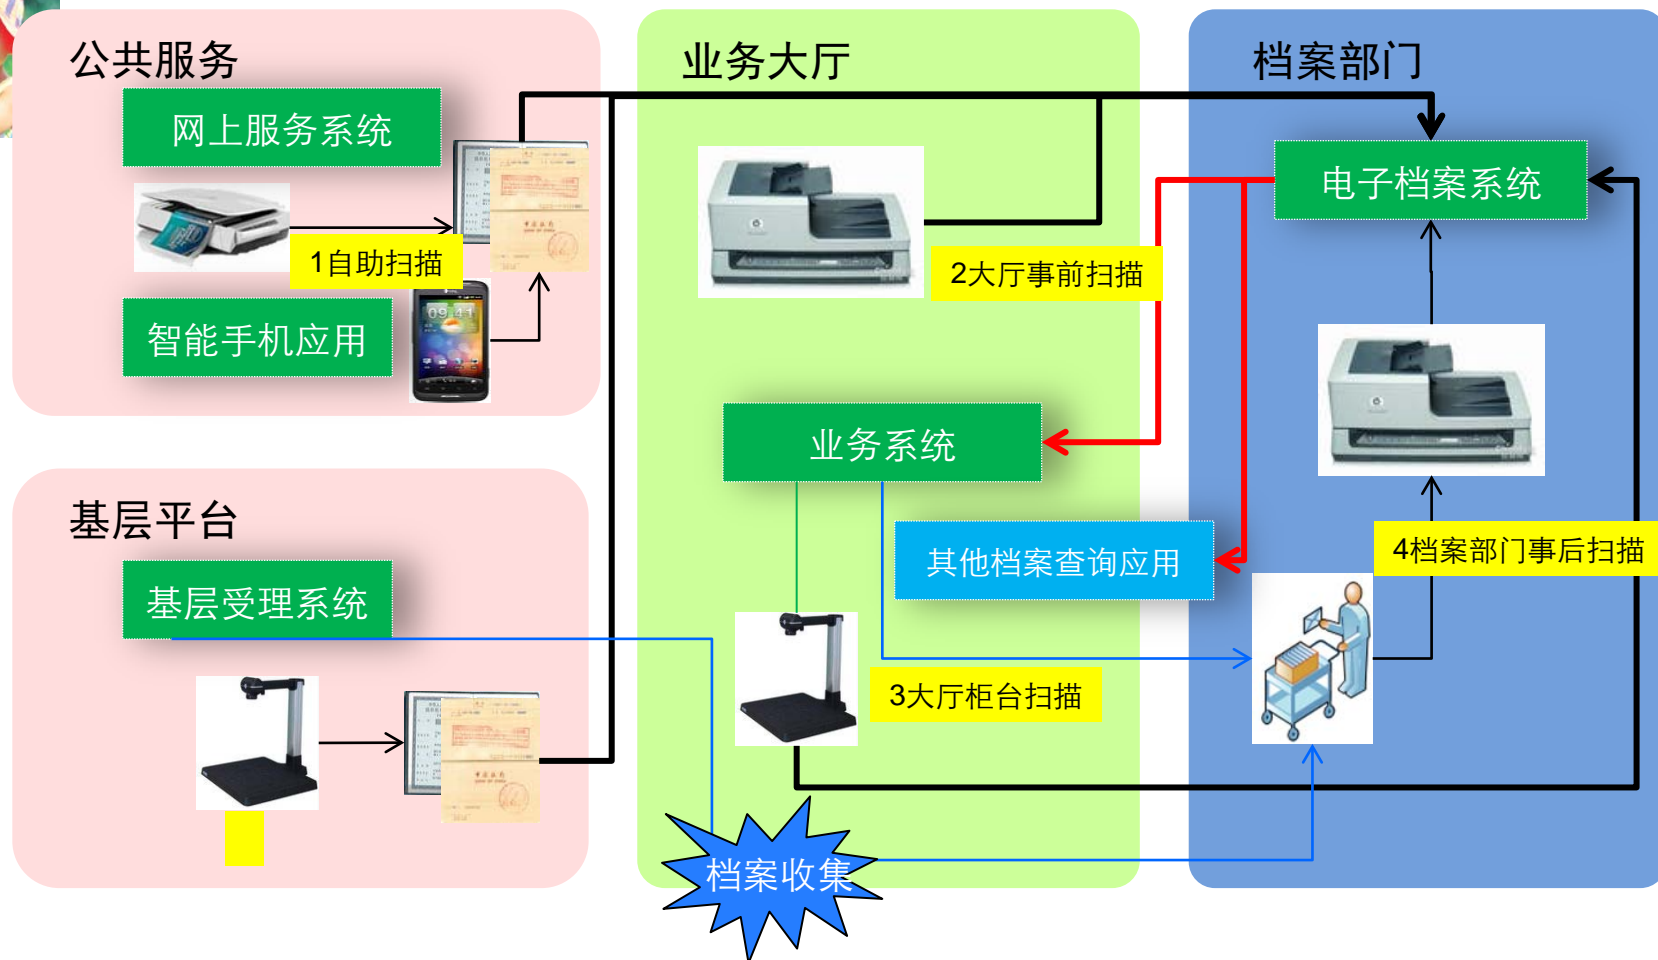 公共服务
网上服务系统
1自助扫描
智能手机应用
09 41
基层平台
基层受理系统
业务大厅
2大厅事前扫描
业务系统
其他档案查询应用
3大厅柜台扫描
档案收集
档案部门
电子档案系统
4档案部门事后扫描